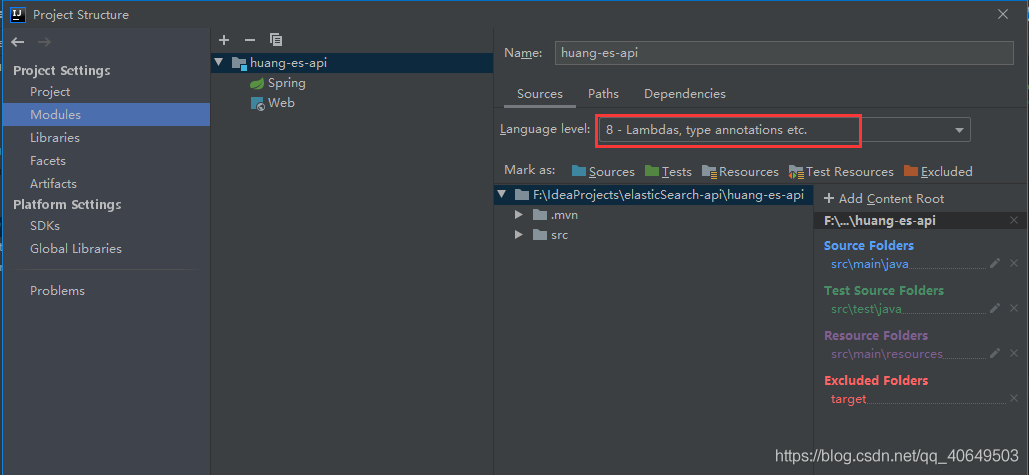 Project Structure
Project Settings
Project
Modules
Libraries
Facets
Artifacts
Platform Settings
SDKs
Global Libraries
Problems
huang-es-api
Spring
Web
Name: huang-es-api
Sources Paths Dependencies
Language level: 8 - Lambdas, type annotations etc.
Mark as: Sources Tests Resources Test Resources Excluded
F:\IdeaProjects\elasticSearch-api\huang-es-api
.mvn
src
+ Add Content Root
F:\...\huang-es-api
Source Folders
src\main\java
Test Source Folders
src\test\java
Resource Folders
src\main\resources
Excluded Folders
target
https://blog.csdn.net/qq_40649503